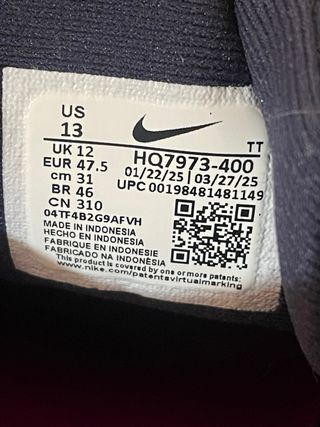 US
13
TT
UK 12
HQ7973-400
EUR 47.5
01/22/25 | 03/27/25
cm 31
UPC 00198481481149
BR 46
CN 310
04TF4B2G9AFVH
MADE IN INDONESIA
HECHO EN INDONESIA
FABRIQUE EN INDONESIE
FABRICADO NA INDONÉSIA
This product is covered by one or more patents. See
www.nike.com/patentsvirtualmarking